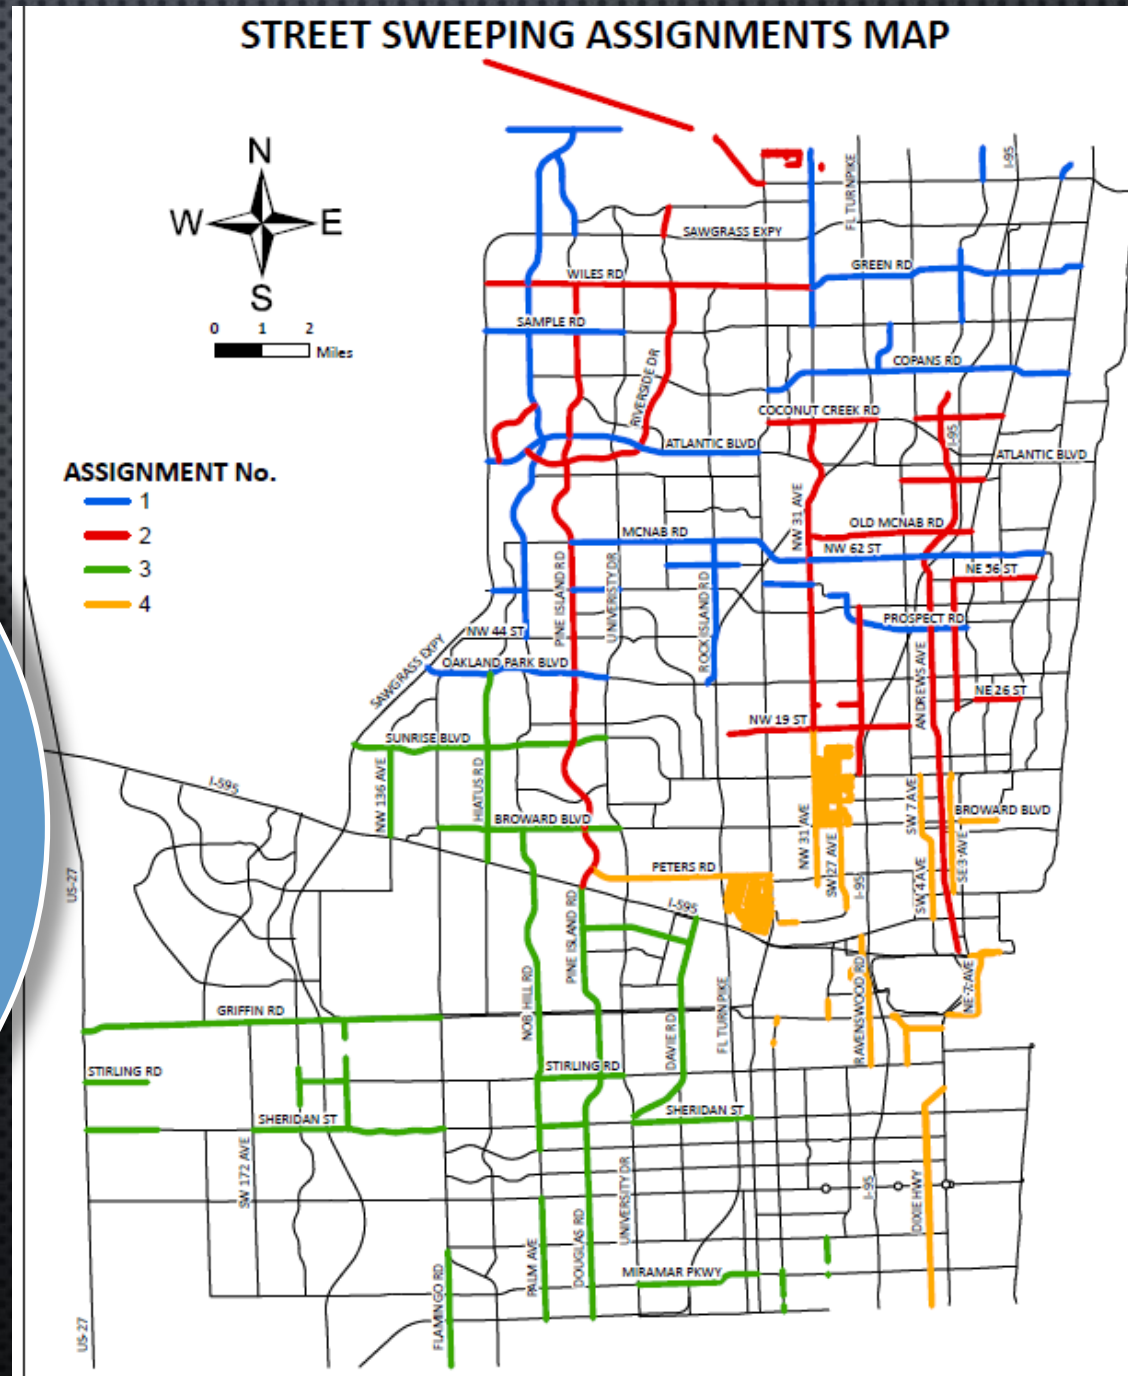 STREET SWEEPING ASSIGNMENTS MAP
N
W
E
S
0 1 2
Miles
FL TURNPIKE
I-95
SAWGRASS EXPY
GREEN RD
WILES RD
SAMPLE RD
COPANS RD
RIVERSIDE DR
COCONUT CREEK RD
I-95
ATLANTIC BLVD
ATLANTIC BLVD
ASSIGNMENT No.
1
2
3
4
NW 31 AVE
OLD MCNAB RD
MCNAB RD
NW 62 ST
NE 56 ST
PINE ISLAND RD
UNIVERISTY DR
ROCK ISLAND RD
PROSPECT RD
NW 44 ST
SAWGRASS EXPY
OAKLAND PARK BLVD
ANDREWS AVE
NE 26 ST
NW 19 ST
SUNRISE BLVD
I-595
NW 136 AVE
HIATUS RD
BROWARD BLVD
SW 7 AVE
BROWARD BLVD
NW 31 AVE
SW 27 AVE
SE 3 AVE
PETERS RD
US-27
I-95
SW 4 AVE
I-595
PINE ISLAND RD
NOB HILL RD
FL TURNPIKE
RAVENSWOOD RD
NE 7 AVE
GRIFFIN RD
DAVIE RD
STIRLING RD
STIRLING RD
SHERIDAN ST
SHERIDAN ST
SW 172 AVE
UNIVERSITY DR
I-95
DIXIE HWY
PALM AVE
DOUGLAS RD
MIRAMAR PKWY
FLAMINGO RD
US-27